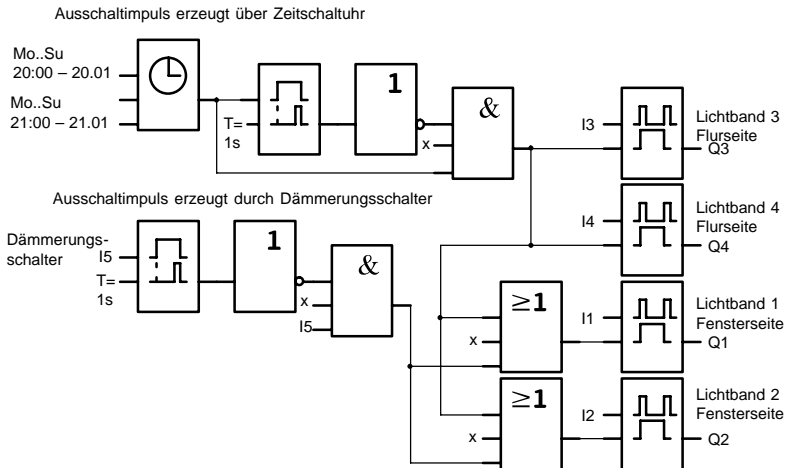 Ausschaltimpuls erzeugt über Zeitschaltuhr
Mo..Su
20:00 – 20.01
Mo..Su
21:00 – 21.01
T=
1s
1
x
&
I3
Lichtband 3
Flurseite
Q3
Ausschaltimpuls erzeugt durch Dämmerungsschalter
I4
Lichtband 4
Flurseite
Q4
Dämmerungs-
schalter
I5
T=
1s
1
&
x
I5
≥1
x
I1
Lichtband 1
Fensterseite
Q1
≥1
x
I2
Lichtband 2
Fensterseite
Q2